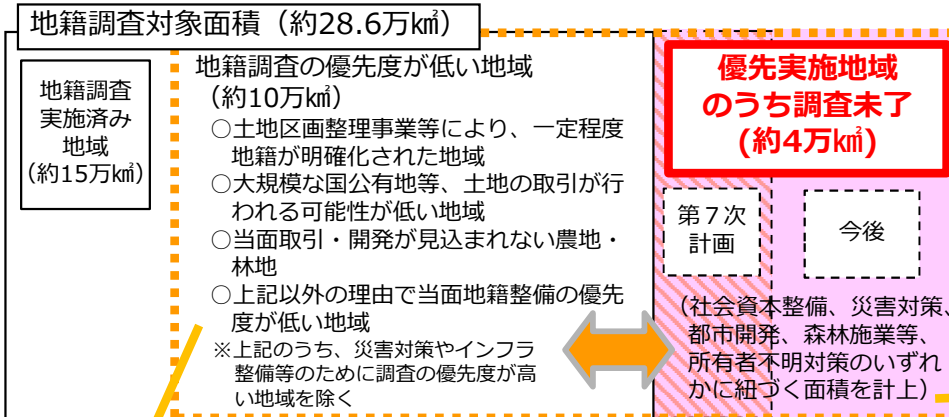 地籍調査対象面積（約28.6万㎢）
地籍調査
実施済み
地域
（約15万㎢）
地籍調査の優先度が低い地域
（約10万㎢）
○土地区画整理事業等により、一定程度
地籍が明確化された地域
○大規模な国公有地等、土地の取引が行
われる可能性が低い地域
○当面取引・開発が見込まれない農地・
林地
○上記以外の理由で当面地籍整備の優先
度が低い地域
※上記のうち、災害対策やインフラ
整備等のために調査の優先度が高
い地域を除く
優先実施地域
のうち調査未了
(約4万㎢)
第７次
計画
今後
（社会資本整備、災害対策、
都市開発、森林施業等、
所有者不明対策のいずれ
かに紐づく面積を計上）